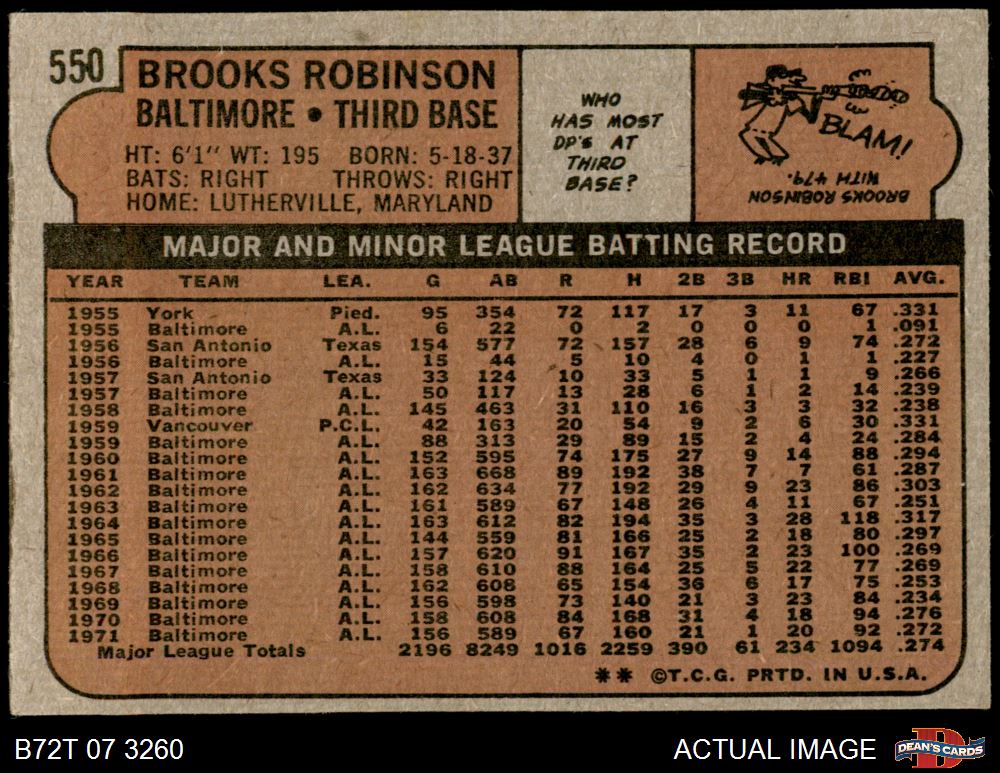 550
BROOKS ROBINSON
BALTIMORE • THIRD BASE
HT: 6'1" WT: 195 BORN: 5-18-37
BATS: RIGHT THROWS: RIGHT
HOME: LUTHERVILLE, MARYLAND
WHO
HAS MOST
DP's AT
THIRD
BASE?
BLAM!
BROOKS ROBINSON
WITH 479.
MAJOR AND MINOR LEAGUE BATTING RECORD
YEAR TEAM LEA. G AB R H 2B 3B HR RBI AVG.
1955 York Pied. 95 354 72 117 17 3 11 67 .331
1955 Baltimore A.L. 6 22 0 2 0 0 0 1 .091
1956 San Antonio Texas 154 577 72 157 28 6 9 74 .272
1956 Baltimore A.L. 15 44 5 10 4 0 1 1 .227
1957 San Antonio Texas 33 124 10 33 5 1 1 9 .266
1957 Baltimore A.L. 50 117 13 28 6 1 2 14 .239
1958 Baltimore A.L. 145 463 31 110 16 3 3 32 .238
1959 Vancouver P.C.L. 42 163 20 54 9 2 6 30 .331
1959 Baltimore A.L. 88 313 29 89 15 2 4 24 .284
1960 Baltimore A.L. 152 595 74 175 27 9 14 88 .294
1961 Baltimore A.L. 163 668 89 192 38 7 7 61 .287
1962 Baltimore A.L. 162 634 77 192 29 9 23 86 .303
1963 Baltimore A.L. 161 589 67 148 26 4 11 67 .251
1964 Baltimore A.L. 163 612 82 194 35 3 28 118 .317
1965 Baltimore A.L. 144 559 81 166 25 2 18 80 .297
1966 Baltimore A.L. 157 620 91 167 35 2 23 100 .269
1967 Baltimore A.L. 158 610 88 164 25 5 22 77 .269
1968 Baltimore A.L. 162 608 65 154 36 6 17 75 .253
1969 Baltimore A.L. 156 598 73 140 21 3 23 84 .234
1970 Baltimore A.L. 158 608 84 168 31 4 18 94 .276
1971 Baltimore A.L. 156 589 67 160 21 1 20 92 .272
Major League Totals 2196 8249 1016 2259 390 61 234 1094 .274
** ©T.C.G. PRTD. IN U.S.A.
B72T 07 3260
ACTUAL IMAGE
D
DEAN'S CARDS